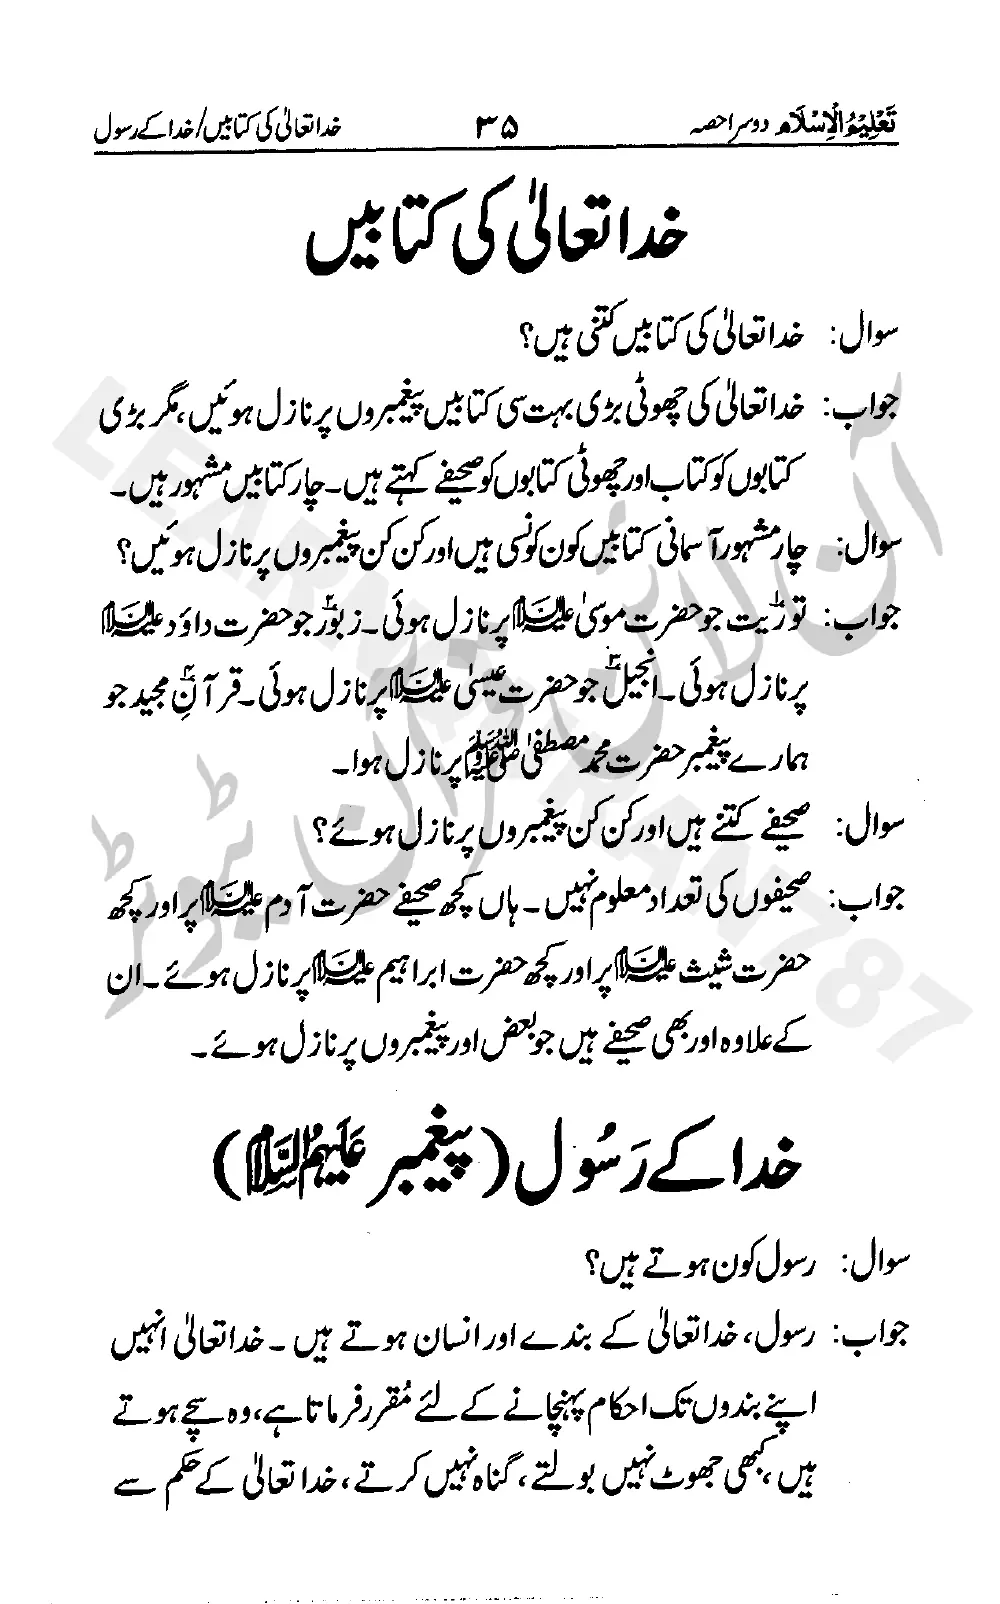 تَعْلِیْمُ الْاِسْلَام دوسرا حصہ ۳۵ خدا تعالیٰ کی کتابیں/خدا کے رسول
خدا تعالیٰ کی کتابیں
سوال: خدا تعالیٰ کی کتابیں کتنی ہیں؟
جواب: خدا تعالیٰ کی چھوٹی بڑی بہت سی کتابیں پیغمبروں پر نازل ہوئیں، مگر بڑی
کتابوں کو کتاب اور چھوٹی کتابوں کو صحیفے کہتے ہیں۔ چار کتابیں مشہور ہیں۔
سوال: چار مشہور آسمانی کتابیں کون کونسی ہیں اور کن کن پیغمبروں پر نازل ہوئیں؟
جواب: توریت جو حضرت موسیٰ علیہ السلام پر نازل ہوئی۔ زبور جو حضرت داؤد علیہ السلام
پر نازل ہوئی۔ انجیل جو حضرت عیسیٰ علیہ السلام پر نازل ہوئی۔ قرآنِ مجید جو
ہمارے پیغمبر حضرت محمد مصطفیٰ صلی اللہ علیہ وسلم پر نازل ہوا۔
سوال: صحیفے کتنے ہیں اور کن کن پیغمبروں پر نازل ہوئے؟
جواب: صحیفوں کی تعداد معلوم نہیں۔ ہاں کچھ صحیفے حضرت آدم علیہ السلام پر اور کچھ
حضرت شیث علیہ السلام پر اور کچھ حضرت ابراہیم علیہ السلام پر نازل ہوئے۔ ان
کے علاوہ اور بھی صحیفے ہیں جو بعض اور پیغمبروں پر نازل ہوئے۔
خدا کے رَسُوْل (پیغمبر عَلَیْہِمُ السَّلَام)
سوال: رسول کون ہوتے ہیں؟
جواب: رسول، خدا تعالیٰ کے بندے اور انسان ہوتے ہیں۔ خدا تعالیٰ انہیں
اپنے بندوں تک احکام پہنچانے کے لئے مُقرر فرماتا ہے، وہ سچے ہوتے
ہیں، کبھی جھوٹ نہیں بولتے، گناہ نہیں کرتے، خدا تعالیٰ کے حکم سے
آن لائن قرآن ٹیوٹر